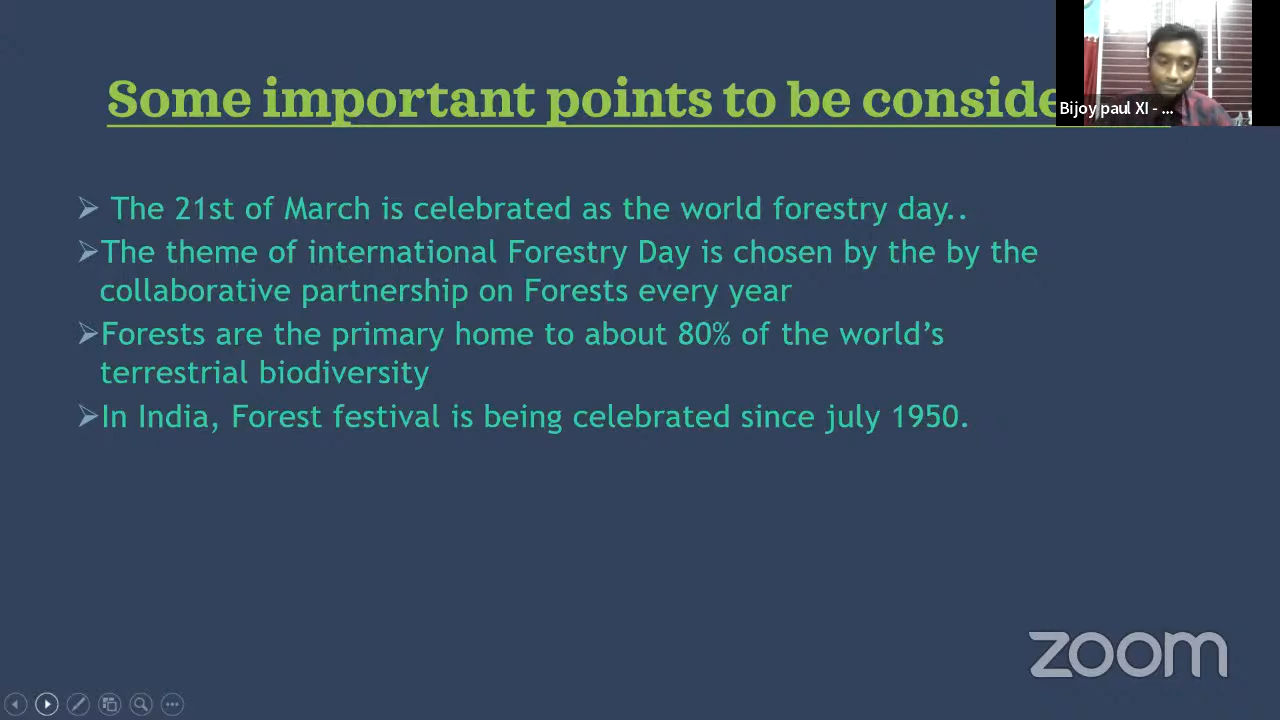 Some important points to be conside
Bijoy paul XI - ...
➢ The 21st of March is celebrated as the world forestry day..
➢The theme of international Forestry Day is chosen by the by the
collaborative partnership on Forests every year
➢Forests are the primary home to about 80% of the world's
terrestrial biodiversity
➢In India, Forest festival is being celebrated since july 1950.
zoom